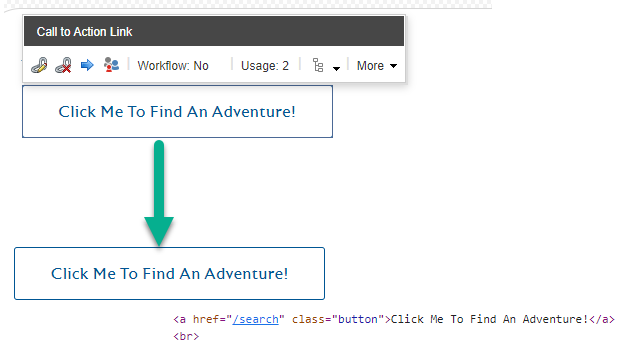 Call to Action Link
Workflow: No Usage: 2 More
Click Me To Find An Adventure!
Click Me To Find An Adventure!
<a href="/search" class="button">Click Me To Find An Adventure!</a>
<br>